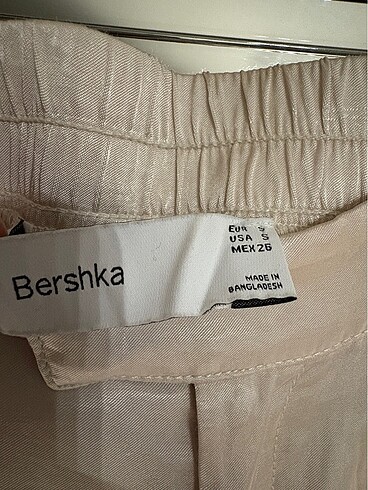 Bershka
EUR S
USA S
MEX 26
MADE IN
BANGLADESH